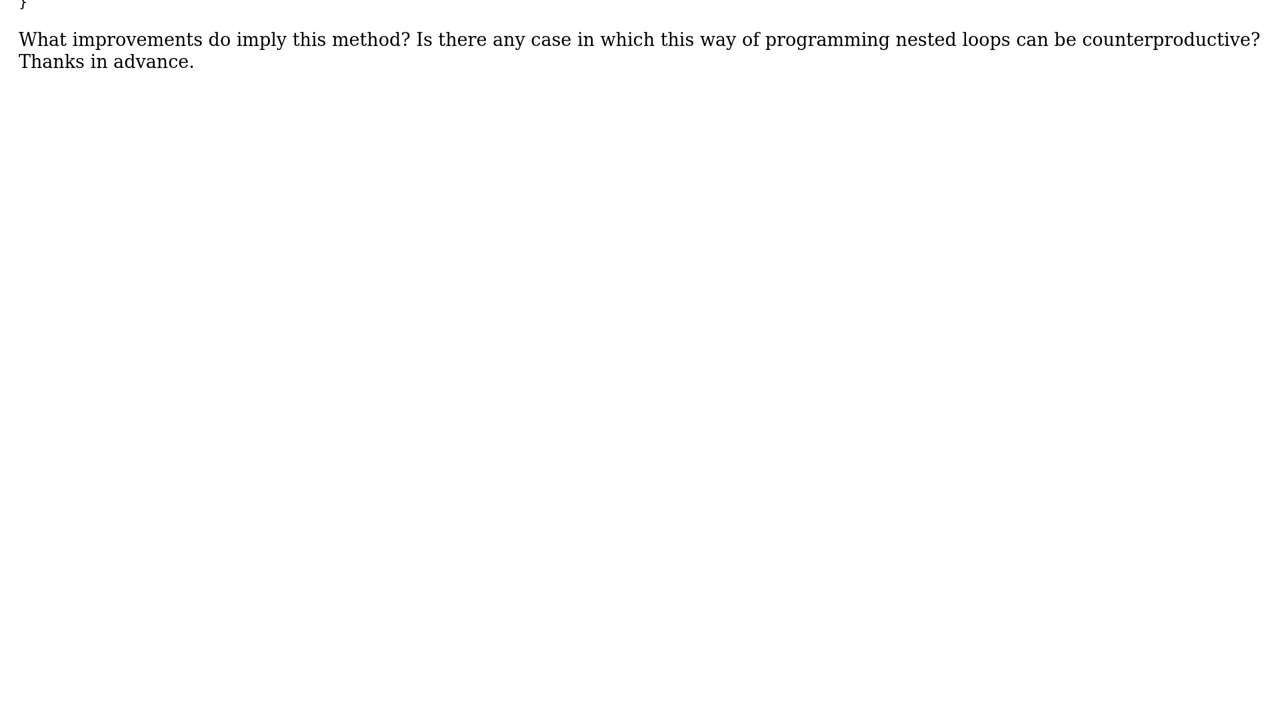 }
What improvements do imply this method? Is there any case in which this way of programming nested loops can be counterproductive?
Thanks in advance.